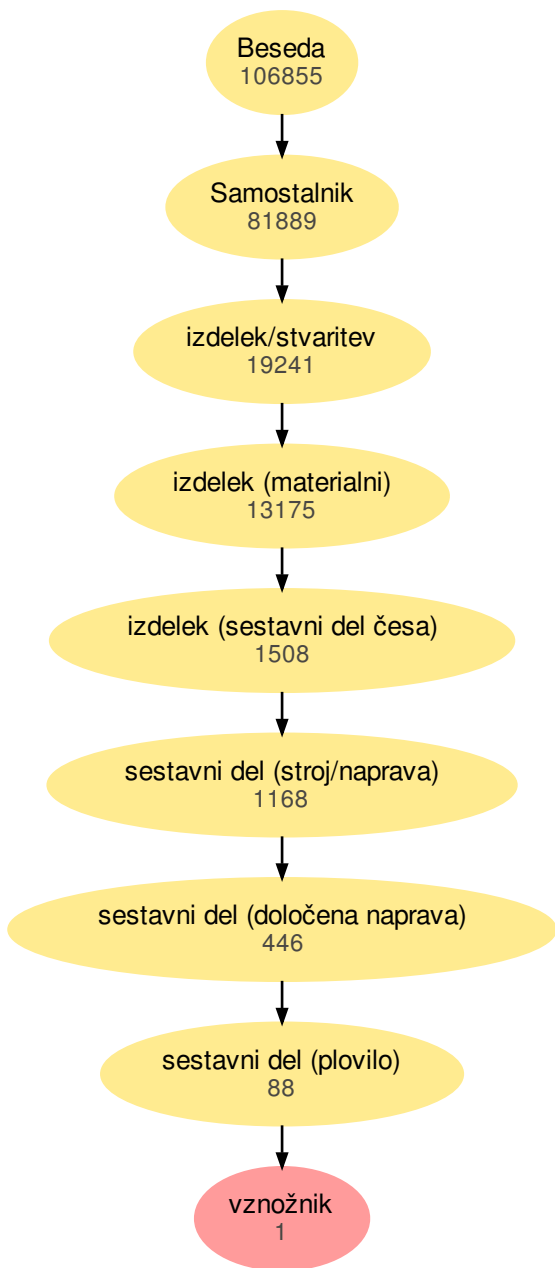 Beseda
106855
Samostalnik
81889
izdelek/stvaritev
19241
izdelek (materialni)
13175
izdelek (sestavni del česa)
1508
sestavni del (stroj/naprava)
1168
sestavni del (določena naprava)
446
sestavni del (plovilo)
88
vznožnik
1